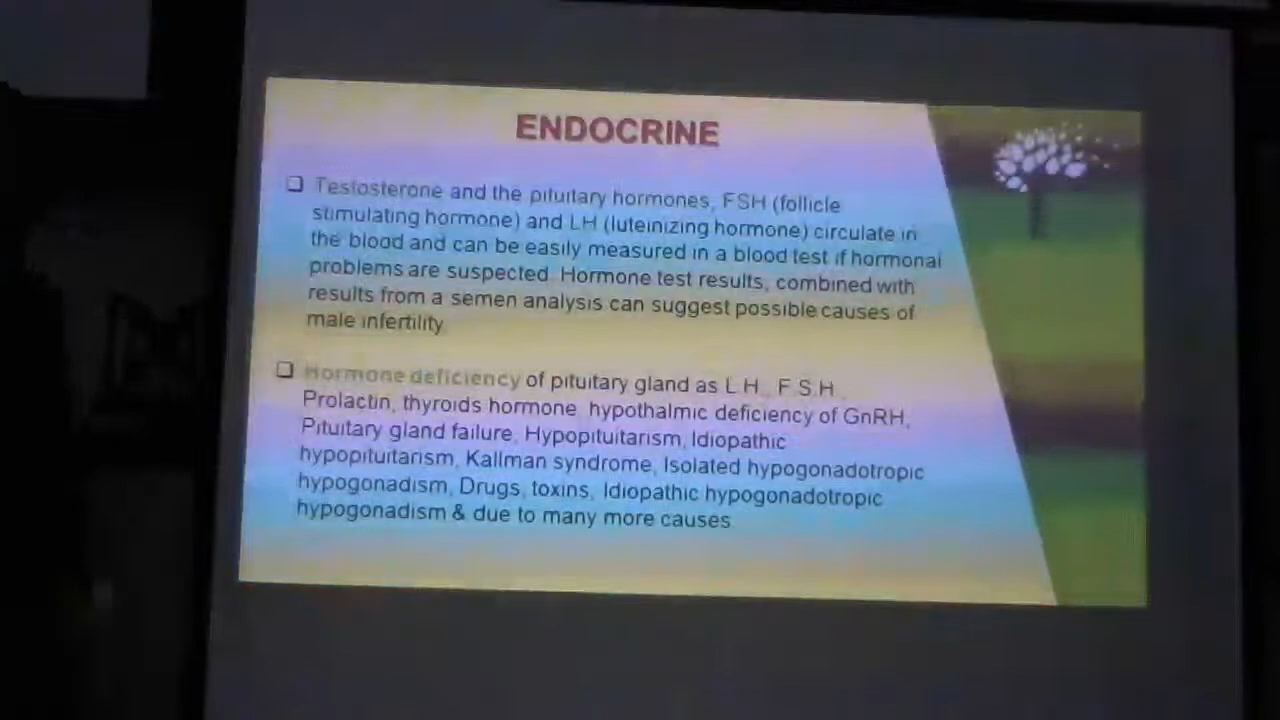 ENDOCRINE
❑ Testosterone and the pituitary hormones, FSH (follicle
stimulating hormone) and LH (luteinizing hormone) circulate in
the blood and can be easily measured in a blood test if hormonal
problems are suspected. Hormone test results, combined with
results from a semen analysis can suggest possible causes of
male infertility
❑ Hormone deficiency of pituitary gland as L.H., F.S.H.,
Prolactin, thyroids hormone hypothalmic deficiency of GnRH,
Pituitary gland failure, Hypopituitarism, Idiopathic
hypopituitarism, Kallman syndrome, Isolated hypogonadotropic
hypogonadism, Drugs, toxins, Idiopathic hypogonadotropic
hypogonadism & due to many more causes